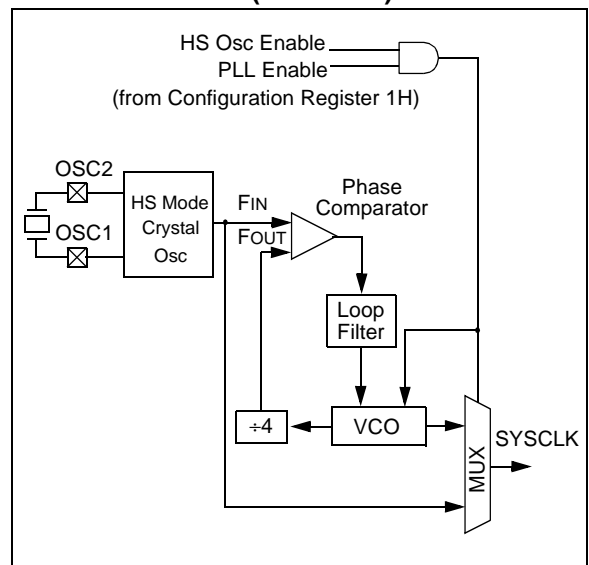 HS Osc Enable
PLL Enable
(from Configuration Register 1H)
OSC2
OSC1
HS Mode
Crystal
Osc
FIN
FOUT
Phase
Comparator
Loop
Filter
÷4
VCO
MUX
SYSCLK